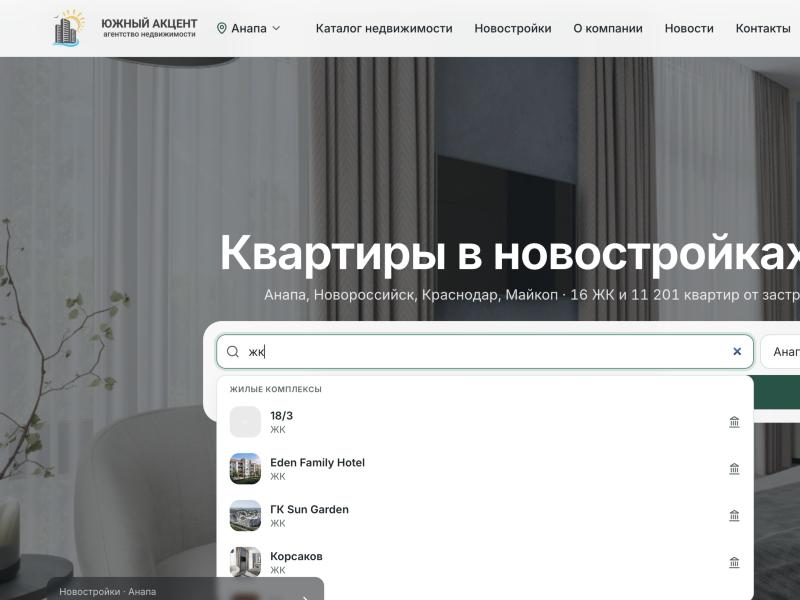 ЮЖНЫЙ АКЦЕНТ
агентство недвижимости
Анапа
Каталог недвижимости
Новостройки
О компании
Новости
Контакты
Квартиры в новостройках
Анапа, Новороссийск, Краснодар, Майкоп · 16 ЖК и 11 201 квартир от застр
жк
Анап
ЖИЛЫЕ КОМПЛЕКСЫ
18/3
ЖК
Eden Family Hotel
ЖК
ГК Sun Garden
ЖК
Корсаков
ЖК
Новостройки · Анапа